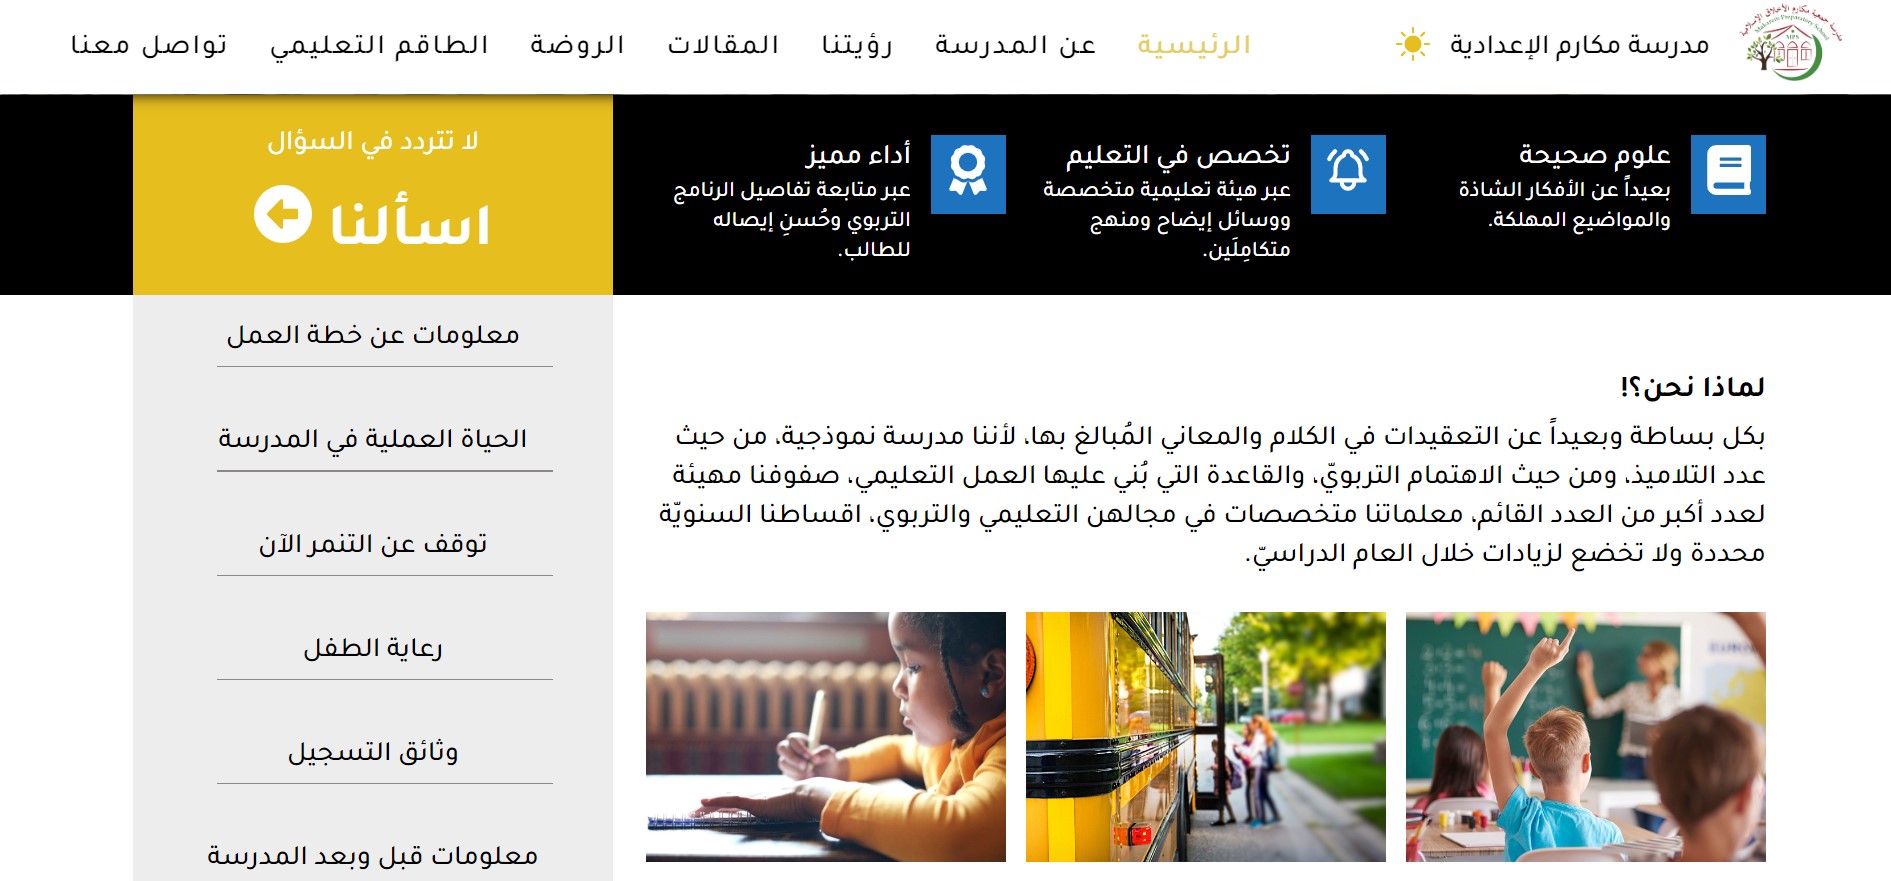 مدرسة مكارم الإعدادية
الرئيسية
عن المدرسة
رؤيتنا
المقالات
الروضة
الطاقم التعليمي
تواصل معنا
علوم صحيحة
بعيداً عن الأفكار الشاذة
والمواضيع المهلكة.
تخصص في التعليم
عبر هيئة تعليمية متخصصة
ووسائل إيضاح ومنهج
متكامِلَين.
أداء مميز
عبر متابعة تفاصيل الرنامج
التربوي وحُسنِ إيصاله
للطالب.
لا تتردد في السؤال
اسألنا
لماذا نحن؟!
بكل بساطة وبعيداً عن التعقيدات في الكلام والمعاني المُبالغ بها، لأننا مدرسة نموذجية، من حيث
عدد التلاميذ، ومن حيث الاهتمام التربويّ، والقاعدة التي بُني عليها العمل التعليمي، صفوفنا مهيئة
لعدد أكبر من العدد القائم، معلماتنا متخصصات في مجالهن التعليمي والتربوي، اقساطنا السنويّة
محددة ولا تخضع لزيادات خلال العام الدراسيّ.
معلومات عن خطة العمل
الحياة العملية في المدرسة
توقف عن التنمر الآن
رعاية الطفل
وثائق التسجيل
معلومات قبل وبعد المدرسة